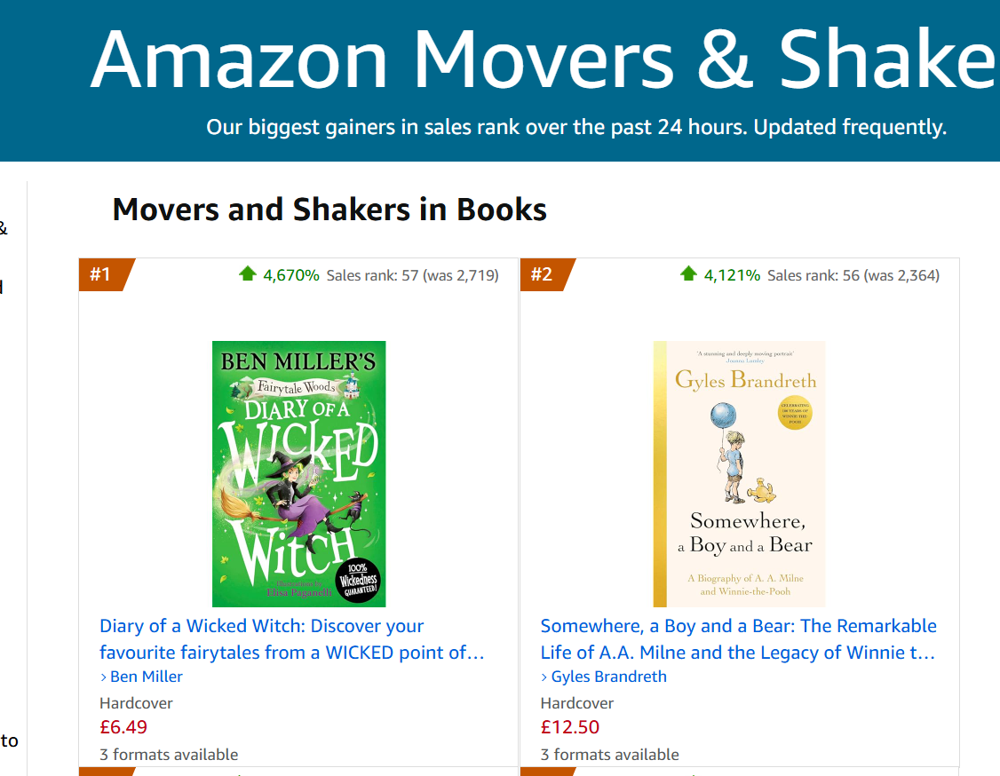 Amazon Movers & Shake
Our biggest gainers in sales rank over the past 24 hours. Updated frequently.
&
Movers and Shakers in Books
#1
4,670% Sales rank: 57 (was 2,719)
BEN MILLER'S
Fairytale Woods
DIARY OF A
WICKED
WitCH
100%
Wickedness
GUARANTEED!
Elisa Paganelli
Diary of a Wicked Witch: Discover your
favourite fairytales from a WICKED point of…
› Ben Miller
Hardcover
£6.49
3 formats available
#2
4,121% Sales rank: 56 (was 2,364)
'A stunning and deeply moving portrait'
Joanna Lumley
Gyles Brandreth
CELEBRATING
100 YEARS OF
WINNIE-THE-
POOH
Somewhere,
a Boy and a Bear
A Biography of A. A. Milne
and Winnie-the-Pooh
Somewhere, a Boy and a Bear: The Remarkable
Life of A.A. Milne and the Legacy of Winnie t…
› Gyles Brandreth
Hardcover
£12.50
3 formats available
to